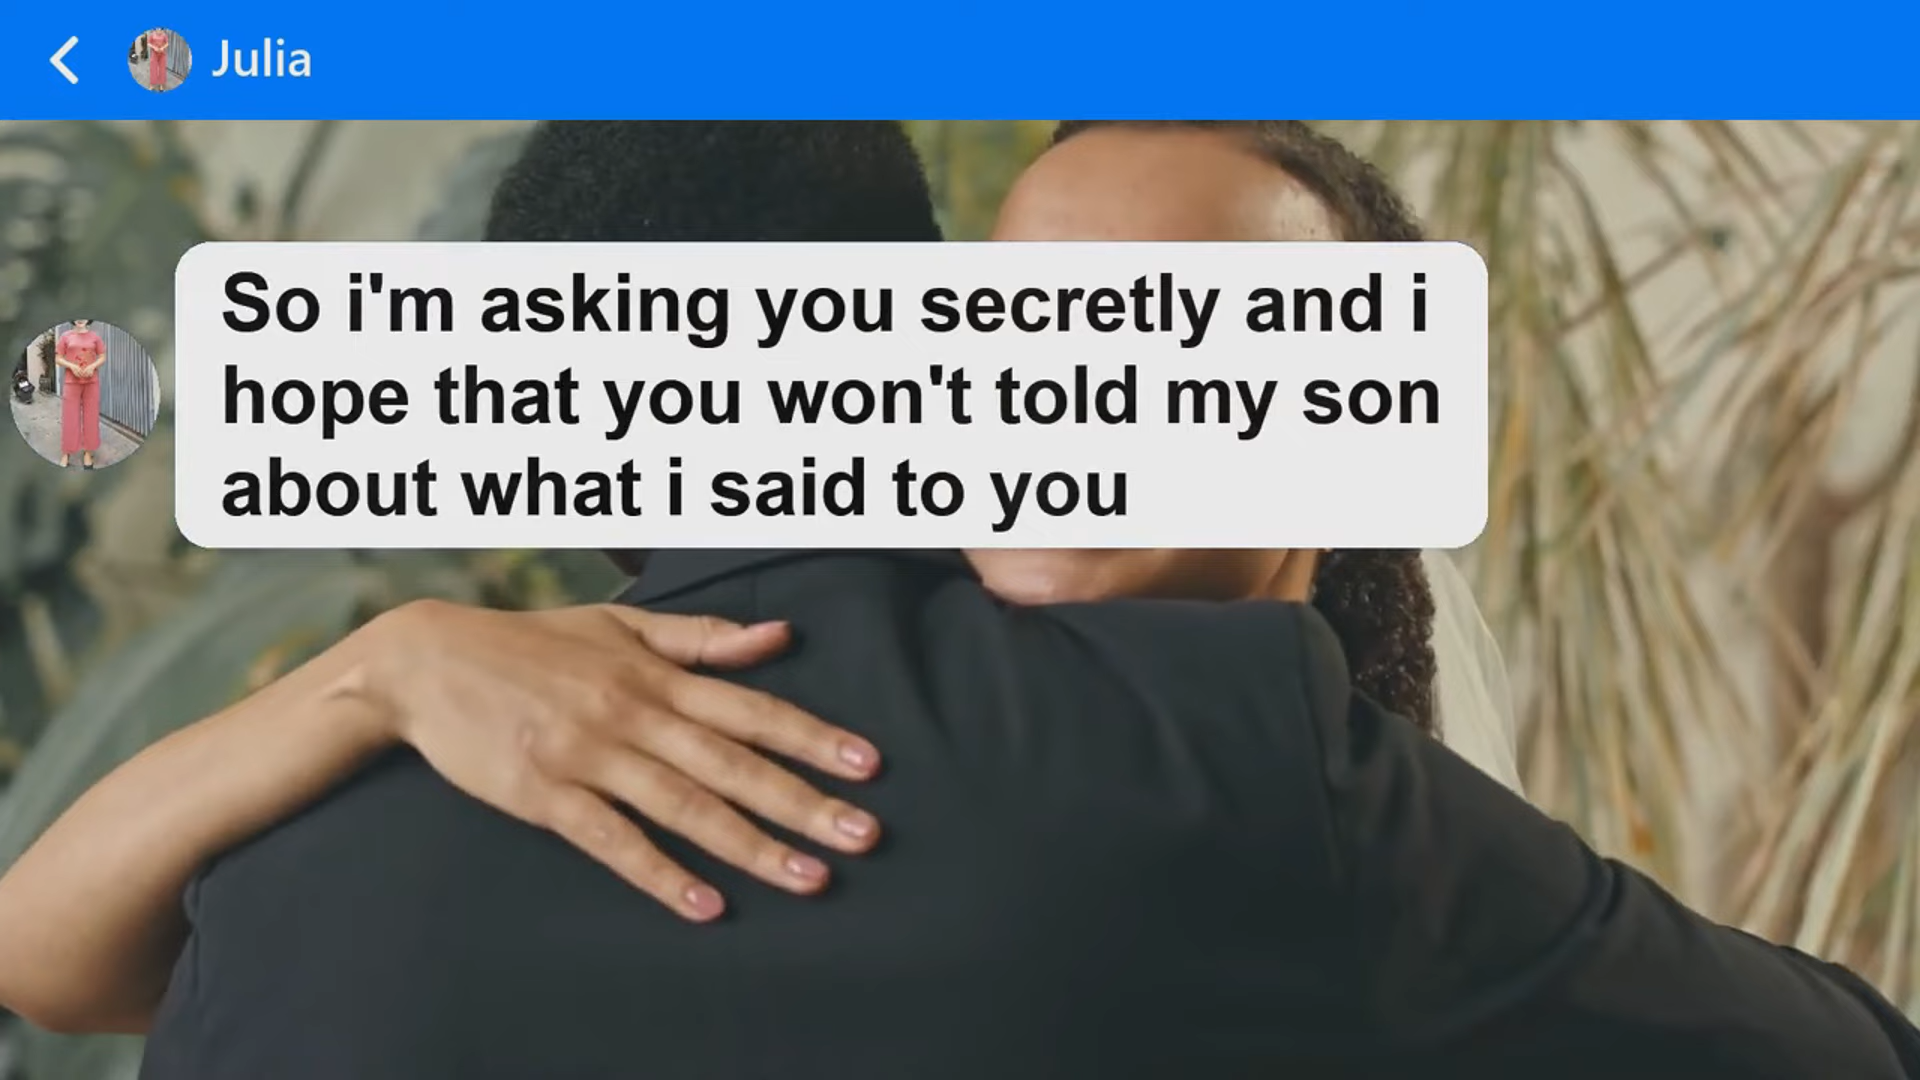 Julia
So i'm asking you secretly and i
hope that you won't told my son
about what i said to you